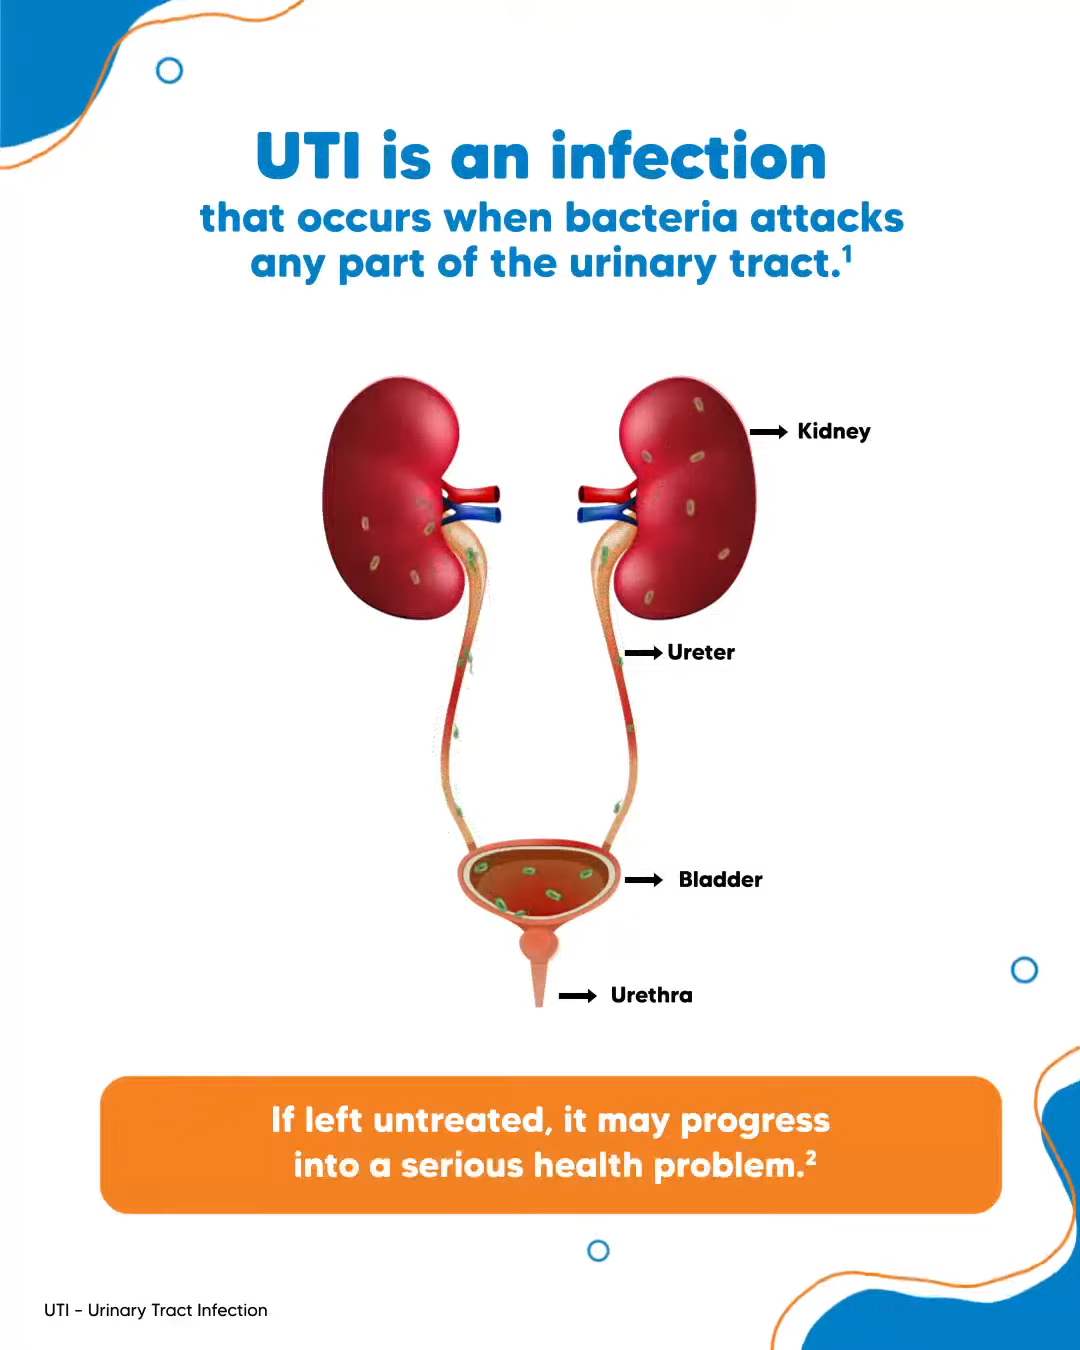 UTI is an infection
that occurs when bacteria attacks
any part of the urinary tract.¹
Kidney
Ureter
Bladder
Urethra
If left untreated, it may progress
into a serious health problem.²
UTI - Urinary Tract Infection